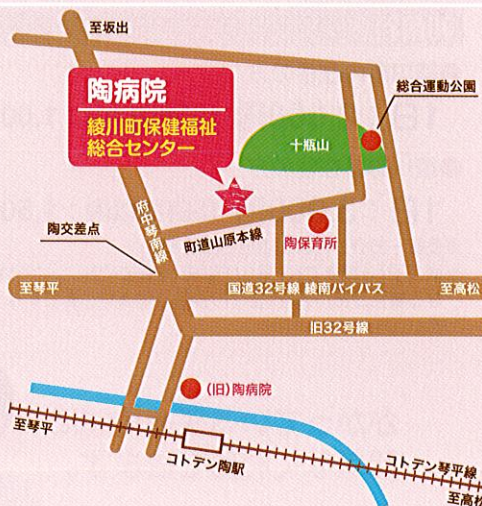 至坂出
陶病院
綾川町保健福祉
総合センター
総合運動公園
十瓶山
府中琴南線
陶交差点
町道山原本線
陶保育所
至琴平
国道32号線 綾南バイパス
至高松
旧32号線
(旧)陶病院
至琴平
コトデン陶駅
コトデン琴平線
至高松